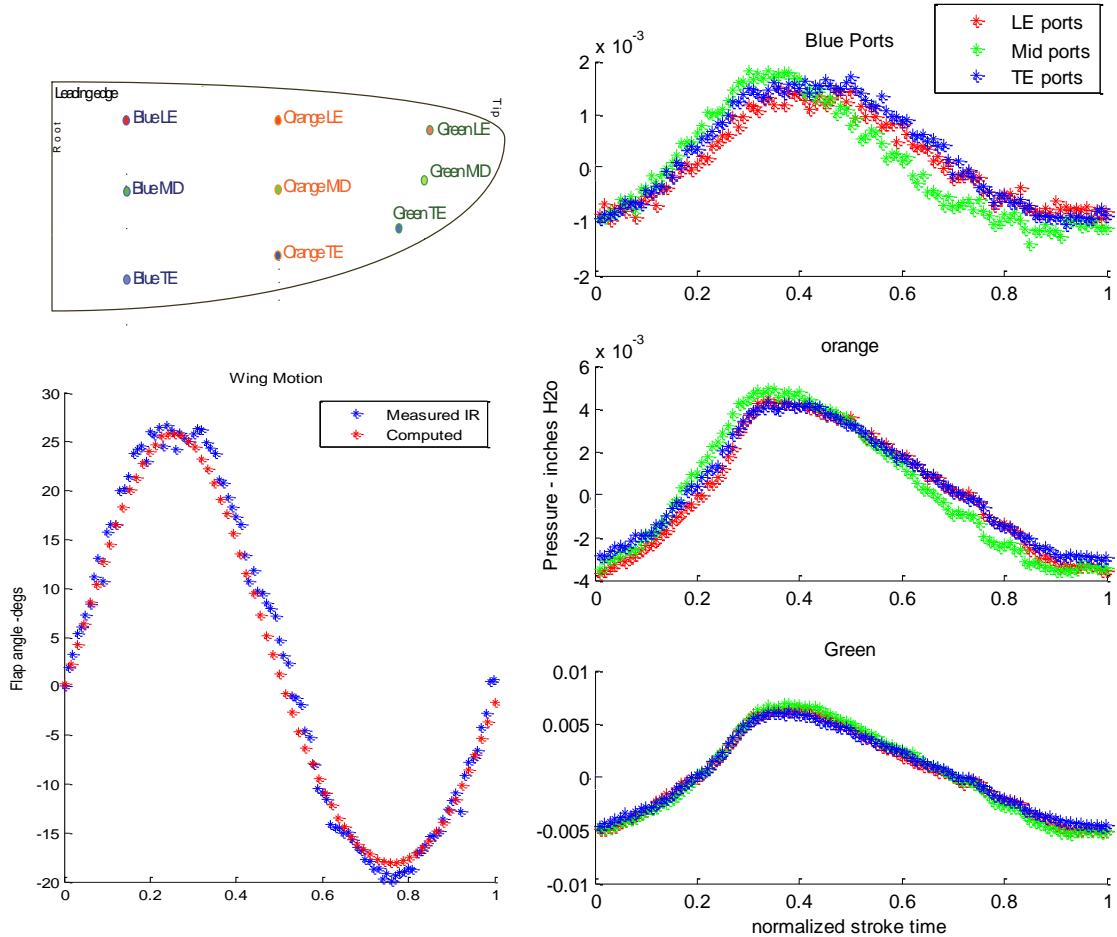 Leading edge
Root
Tip
Blue LE
Orange LE
Green LE
Blue MID
Orange MID
Green MID
Green TE
Orange TE
Blue TE
Wing Motion
Measured IR
Computed
Flap angle -degs
30
25
20
15
10
5
0
-5
-10
-15
-20
0 0.2 0.4 0.6 0.8 1
LE ports
Mid ports
TE ports
x 10-3
Blue Ports
2
1
0
-1
-2
0 0.2 0.4 0.6 0.8 1
x 10-3
orange
Pressure - inches H2o
6
4
2
0
-2
-4
0 0.2 0.4 0.6 0.8 1
Green
0.01
0.005
0
-0.005
-0.01
0 0.2 0.4 0.6 0.8 1
normalized stroke time